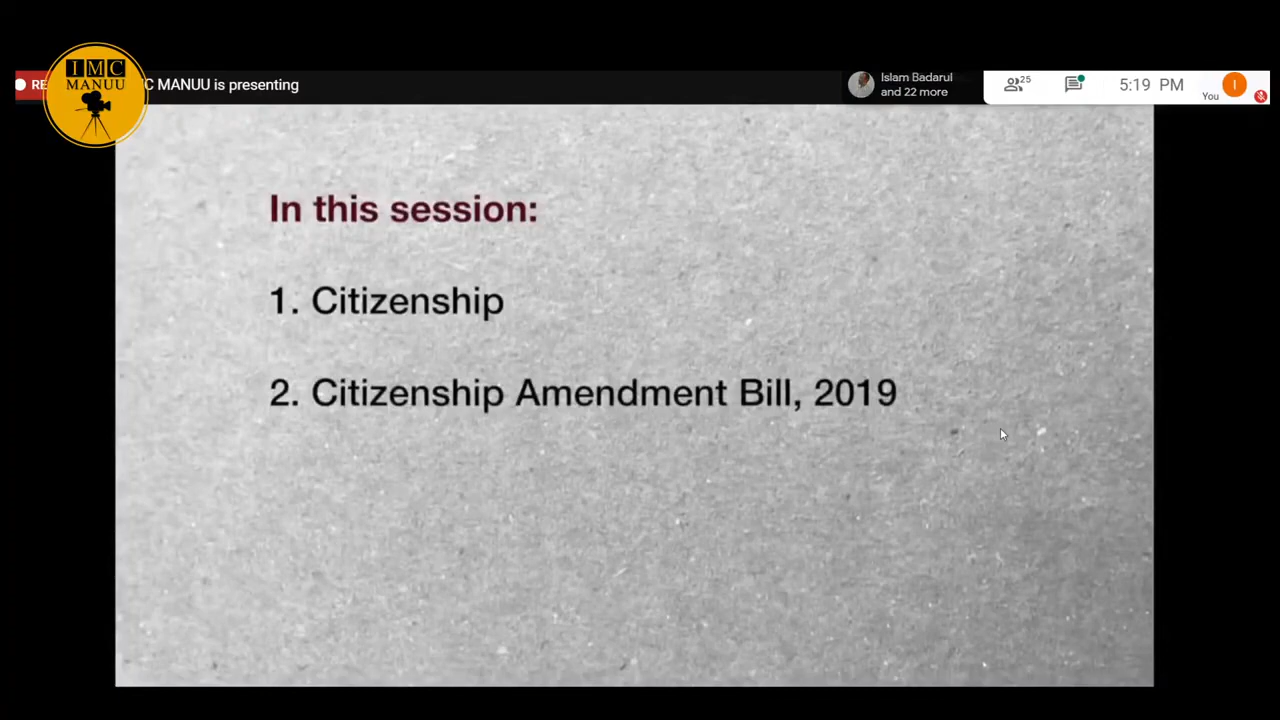 IMC
MANUU
RE
C MANUU is presenting
Islam Badarul
and 22 more
25
5:19 PM
You
I
In this session:
1. Citizenship
2. Citizenship Amendment Bill, 2019